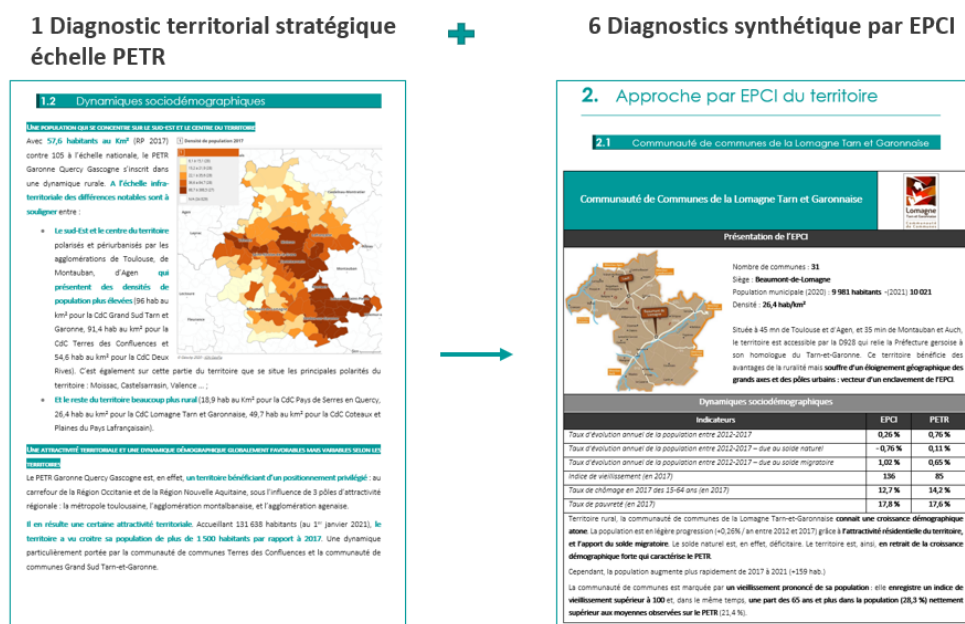 1 Diagnostic territorial stratégique
échelle PETR
6 Diagnostics synthétique par EPCI
1.2 Dynamiques sociodémographiques
UNE POPULATION QUI SE CONCENTRE SUR LE SUD-EST ET LE CENTRE DU TERRITOIRE
Avec 57,6 habitants au Km² (RP 2017)
contre 105 à l'échelle nationale, le PETR
Garonne Quercy Gascogne s'inscrit dans
une dynamique rurale. A l'échelle infra-
territoriale des différences notables sont à
souligner entre :
Densité de population 2017
• Le sud-Est et le centre du territoire
polarisés et périurbanisés par les
agglomérations de Toulouse, de
Montauban, d'Agen qui
présentent des densités de
population plus élevées (96 hab au
km² pour la CdC Grand Sud Tarn et
Garonne, 91,4 hab au km² pour la
CdC Terres des Confluences et
54,6 hab au km² pour la CdC Deux
Rives). C'est également sur cette partie du territoire que se situe les principales polarités du
territoire : Moissac, Castelsarrasin, Valence ... ;
• Et le reste du territoire beaucoup plus rural (18,9 hab au Km² pour la CdC Pays de Serres en Quercy,
26,4 hab au km² pour la CdC Lomagne Tarn et Garonnaise, 49,7 hab au km² pour la CdC Coteaux et
Plaines du Pays Lafrançaisain).
UNE ATTRACTIVITÉ TERRITORIALE ET UNE DYNAMIQUE DÉMOGRAPHIQUE GLOBALEMENT FAVORABLES MAIS VARIABLES SELON LES
TERRITOIRES
Le PETR Garonne Quercy Gascogne est, en effet, un territoire bénéficiant d'un positionnement privilégié : au
carrefour de la Région Occitanie et de la Région Nouvelle Aquitaine, sous l'influence de 3 pôles d'attractivité
régionale : la métropole toulousaine, l'agglomération montalbanaise, et l'agglomération agenaise.
Il en résulte une certaine attractivité territoriale. Accueillant 131 638 habitants (au 1er janvier 2021), le
territoire a vu croitre sa population de plus de 1 500 habitants par rapport à 2017. Une dynamique
particulièrement portée par la communauté de communes Terres des Confluences et la communauté de
communes Grand Sud Tarn-et-Garonne.
2. Approche par EPCI du territoire
2.1 Communauté de communes de la Lomagne Tarn et Garonnaise
Communauté de Communes de la Lomagne Tarn et Garonnaise
Lomagne
Présentation de l'EPCI
Nombre de communes : 31
Siège : Beaumont-de-Lomagne
Population municipale (2020) : 9 981 habitants -(2021) 10 021
Densité : 26,4 hab/km²
Située à 45 mn de Toulouse et d'Agen, et 35 min de Montauban et Auch,
le territoire est accessible par la D928 qui relie la Préfecture gersoise à
son homologue du Tarn-et-Garonne. Ce territoire bénéficie des
avantages de la ruralité mais souffre d'un éloignement géographique des
grands axes et des pôles urbains : vecteur d'un enclavement de l'EPCI.
Dynamiques sociodémographiques
Indicateurs EPCI PETR
Taux d'évolution annuel de la population entre 2012-2017 0,26 % 0,76 %
Taux d'évolution annuel de la population entre 2012-2017 – due au solde naturel -0,76 % 0,11 %
Taux d'évolution annuel de la population entre 2012-2017 – due au solde migratoire 1,02 % 0,65 %
Indice de vieillissement (en 2017) 136 85
Taux de chômage en 2017 des 15-64 ans (en 2017) 12,7 % 14,2 %
Taux de pauvreté (en 2017) 17,8 % 17,6 %
Territoire rural, la communauté de communes de la Lomagne Tarn-et-Garonnaise connait une croissance démographique
atone. La population est en légère progression (+0,26% / an entre 2012 et 2017) grâce à l'attractivité résidentielle du territoire,
et l'apport du solde migratoire. Le solde naturel est, en effet, déficitaire. Le territoire est, ainsi, en retrait de la croissance
démographique forte qui caractérise le PETR.
Cependant, la population augmente plus rapidement de 2017 à 2021 (+159 hab.)
La communauté de communes est marquée par un vieillissement prononcé de sa population : elle enregistre un indice de
vieillissement supérieur à 100 et, dans le même temps, une part des 65 ans et plus dans la population (28,3 %) nettement
supérieur aux moyennes observées sur le PETR (21,4 %).